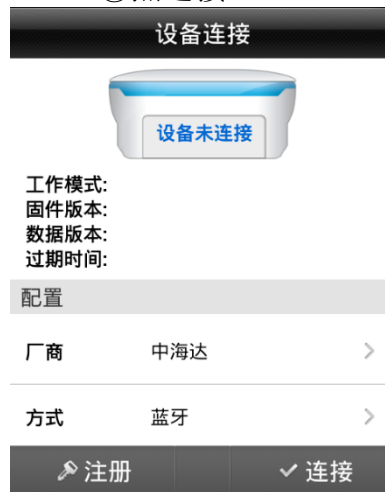 设备连接
设备未连接
工作模式:
固件版本:
数据版本:
过期时间:
配置
厂商 中海达
方式 蓝牙
注册 连接